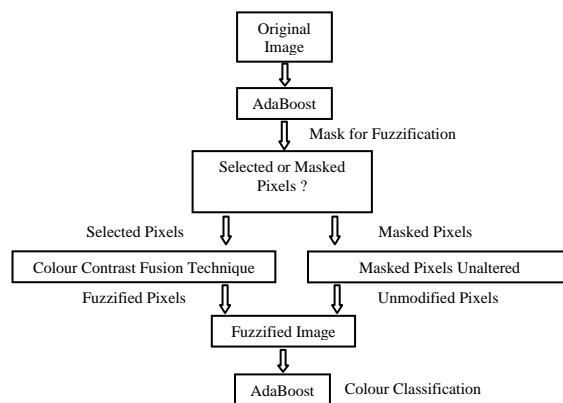 Original
Image
AdaBoost
Mask for Fuzzification
Selected or Masked
Pixels ?
Selected Pixels
Masked Pixels
Colour Contrast Fusion Technique
Masked Pixels Unaltered
Fuzzified Pixels
Unmodified Pixels
Fuzzified Image
AdaBoost
Colour Classification